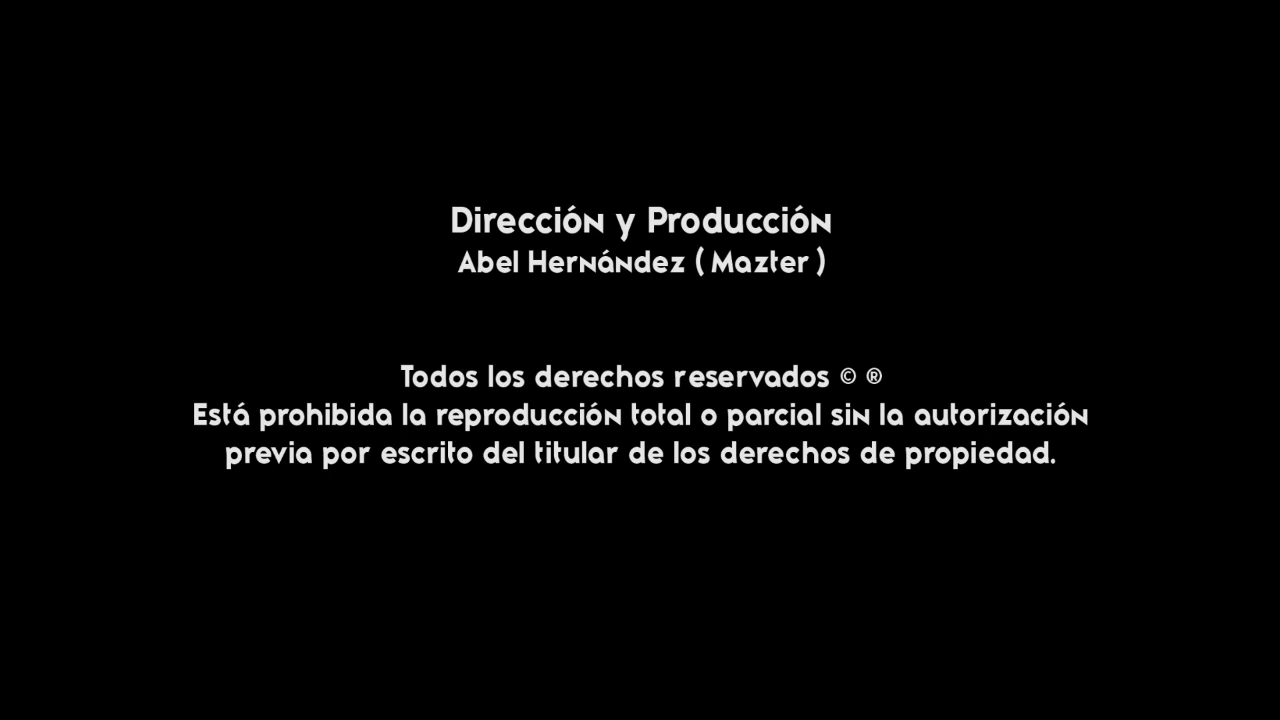 Dirección y Producción
Abel Hernández ( Mazter )
Todos los derechos reservados © ®
Está prohibida la reproducción total o parcial sin la autorización
previa por escrito del titular de los derechos de propiedad.